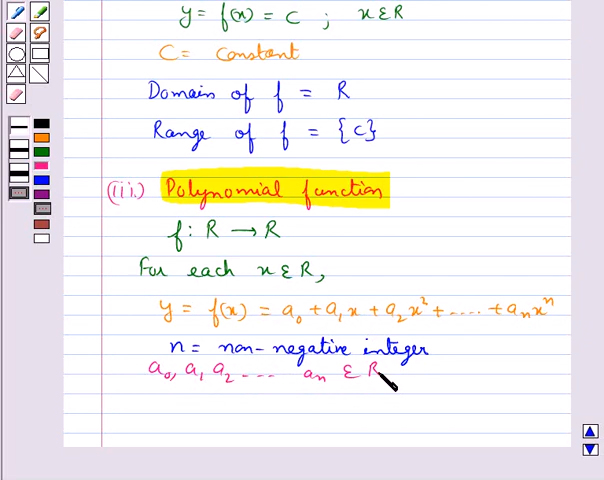 y = f(x) = c ; x ε R
C = Constant
Domain of f = R
Range of f = {c}
(iii) Polynomial function
f : R → R
For each x ε R,
y = f(x) = a₀ + a₁x + a₂x² + ..... + aₙxⁿ
n = non-negative integer
a₀, a₁ a₂ ..... aₙ ε R